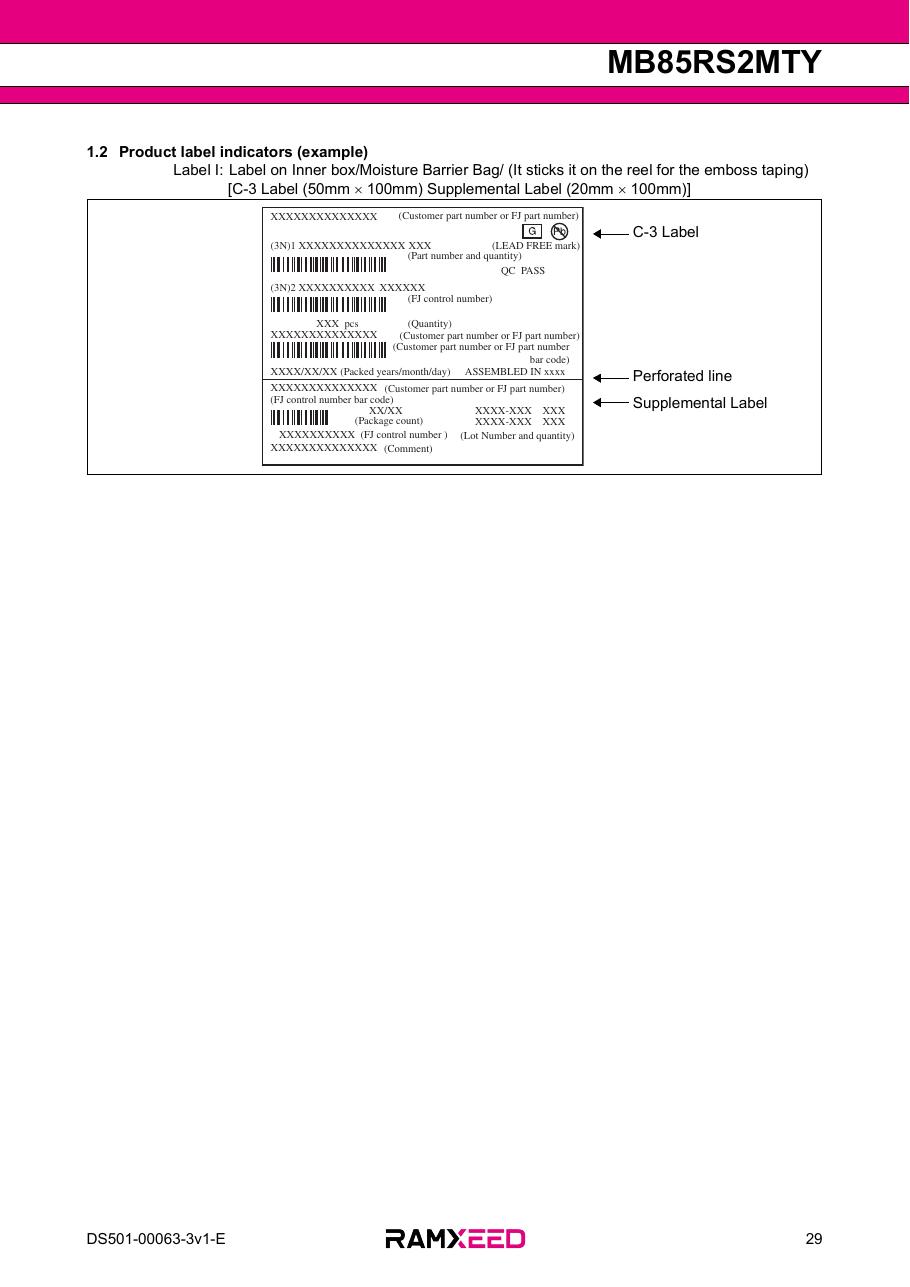 MB85RS2MTY
1.2 Product label indicators (example)
Label I: Label on Inner box/Moisture Barrier Bag/ (It sticks it on the reel for the emboss taping)
[C-3 Label (50mm × 100mm) Supplemental Label (20mm × 100mm)]
XXXXXXXXXXXXXX (Customer part number or FJ part number)
G Pb
C-3 Label
(3N)1 XXXXXXXXXXXXXX XXX (LEAD FREE mark)
(Part number and quantity)
QC PASS
(3N)2 XXXXXXXXXX XXXXXX
(FJ control number)
XXX pcs (Quantity)
XXXXXXXXXXXXXX (Customer part number or FJ part number)
(Customer part number or FJ part number
bar code)
XXXX/XX/XX (Packed years/month/day) ASSEMBLED IN xxxx
Perforated line
XXXXXXXXXXXXXX (Customer part number or FJ part number)
(FJ control number bar code)
Supplemental Label
XX/XX XXXX-XXX XXX
(Package count) XXXX-XXX XXX
XXXXXXXXXX (FJ control number ) (Lot Number and quantity)
XXXXXXXXXXXXXX (Comment)
DS501-00063-3v1-E RAMXEED 29